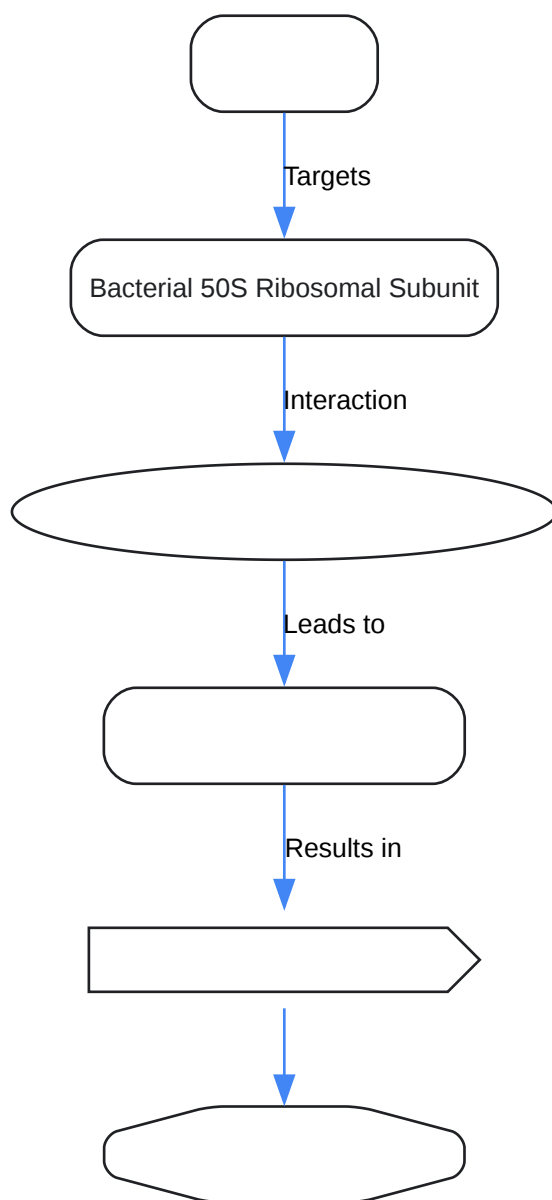 Targets
Bacterial 50S Ribosomal Subunit
Interaction
Leads to
Results in